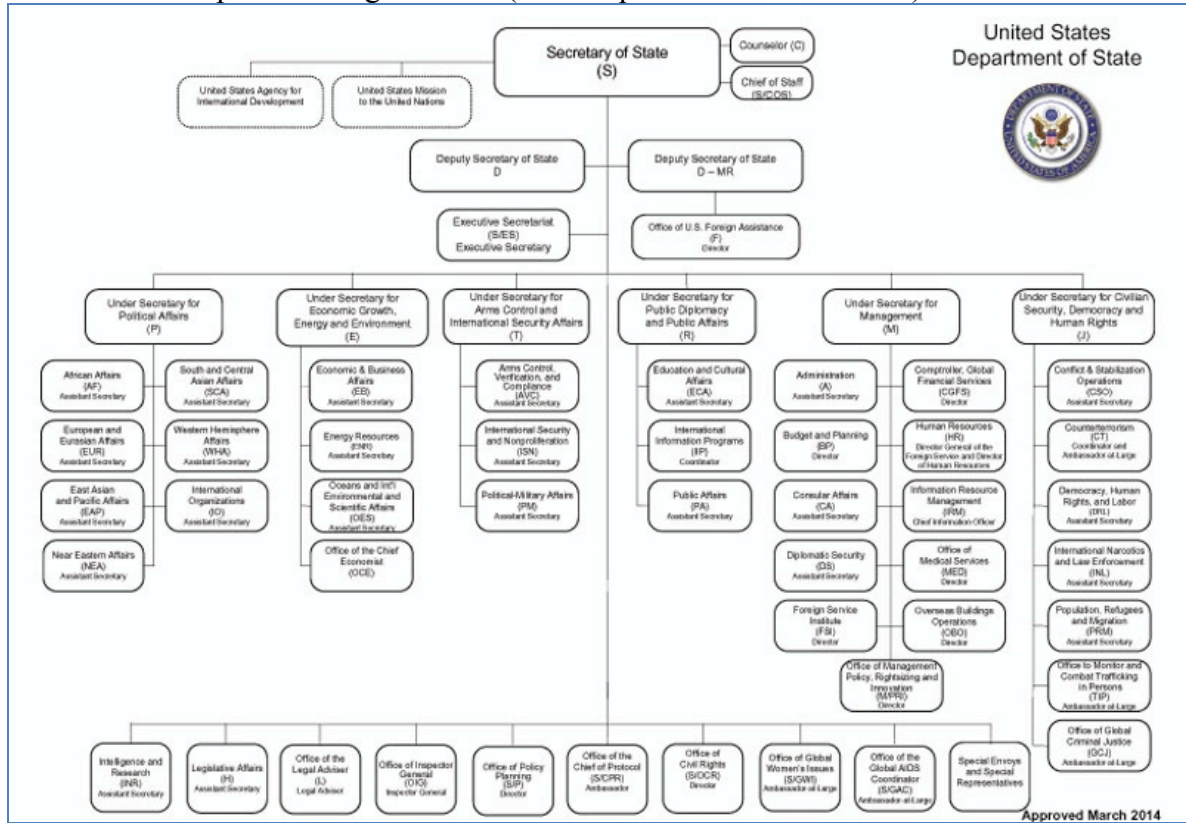 United States
Department of State
Secretary of State
(S)
Counselor (C)
Chief of Staff
(S/COS)
United States Agency for
International Development
United States Mission
to the United Nations
Deputy Secretary of State
D
Deputy Secretary of State
D – MR
Executive Secretariat
(S/ES)
Executive Secretary
Office of U.S. Foreign Assistance
(F)
Director
Under Secretary for
Political Affairs
(P)
Under Secretary for
Economic Growth,
Energy and Environment
(E)
Under Secretary for
Arms Control and
International Security Affairs
(T)
Under Secretary for
Public Diplomacy
and Public Affairs
(R)
Under Secretary for
Management
(M)
Under Secretary for Civilian
Security, Democracy and
Human Rights
(J)
African Affairs
(AF)
Assistant Secretary
South and Central
Asian Affairs
(SCA)
Assistant Secretary
European and
Eurasian Affairs
(EUR)
Assistant Secretary
Western Hemisphere
Affairs
(WHA)
Assistant Secretary
East Asian
and Pacific Affairs
(EAP)
Assistant Secretary
International
Organizations
(IO)
Assistant Secretary
Near Eastern Affairs
(NEA)
Assistant Secretary
Economic & Business
Affairs
(EB)
Assistant Secretary
Energy Resources
(ENR)
Assistant Secretary
Oceans and Int'l
Environmental and
Scientific Affairs
(OES)
Assistant Secretary
Office of the Chief
Economist
(OCE)
Arms Control,
Verification, and
Compliance
(AVC)
Assistant Secretary
International Security
and Nonproliferation
(ISN)
Assistant Secretary
Political-Military Affairs
(PM)
Assistant Secretary
Education and Cultural
Affairs
(ECA)
Assistant Secretary
International
Information Programs
(IIP)
Coordinator
Public Affairs
(PA)
Assistant Secretary
Administration
(A)
Assistant Secretary
Comptroller, Global
Financial Services
(CGFS)
Director
Budget and Planning
(BP)
Director
Human Resources
(HR)
Director General of the
Foreign Service and Director
of Human Resources
Consular Affairs
(CA)
Assistant Secretary
Information Resource
Management
(IRM)
Chief Information Officer
Diplomatic Security
(DS)
Assistant Secretary
Office of
Medical Services
(MED)
Director
Foreign Service
Institute
(FSI)
Director
Overseas Buildings
Operations
(OBO)
Director
Office of Management
Policy, Rightsizing and
Innovation
(M/PRI)
Director
Conflict & Stabilization
Operations
(CSO)
Assistant Secretary
Counterterrorism
(CT)
Coordinator and
Ambassador-at-Large
Democracy, Human
Rights, and Labor
(DRL)
Assistant Secretary
International Narcotics
and Law Enforcement
(INL)
Assistant Secretary
Population, Refugees
and Migration
(PRM)
Assistant Secretary
Office to Monitor and
Combat Trafficking
in Persons
(TIP)
Ambassador-at-Large
Office of Global
Criminal Justice
(GCJ)
Ambassador-at-Large
Intelligence and
Research
(INR)
Assistant Secretary
Legislative Affairs
(H)
Assistant Secretary
Office of the
Legal Adviser
(L)
Legal Advisor
Office of Inspector
General
(OIG)
Inspector General
Office of Policy
Planning
(S/P)
Director
Office of the
Chief of Protocol
(S/CPR)
Ambassador
Office of
Civil Rights
(S/OCR)
Director
Office of Global
Women's Issues
(S/GWI)
Ambassador-at-Large
Office of the
Global AIDS
Coordinator
(S/GAC)
Ambassador-at-Large
Special Envoys
and Special
Representatives
Approved March 2014